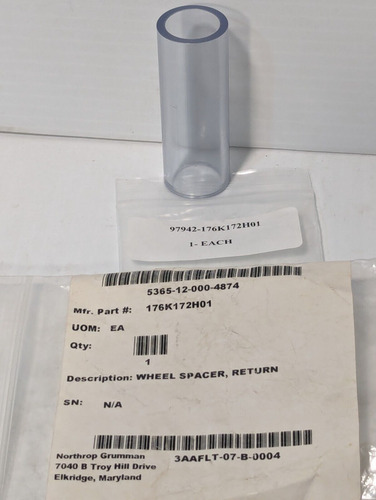 97942-176K172H01
1- EACH
5365-12-000-4874
Mfr. Part #: 176K172H01
UOM: EA
Qty:
1
Description: WHEEL SPACER, RETURN
SN: N/A
Northrop Grumman
7040 B Troy Hill Drive
Elkridge, Maryland
3AAFLT-07-B-0004